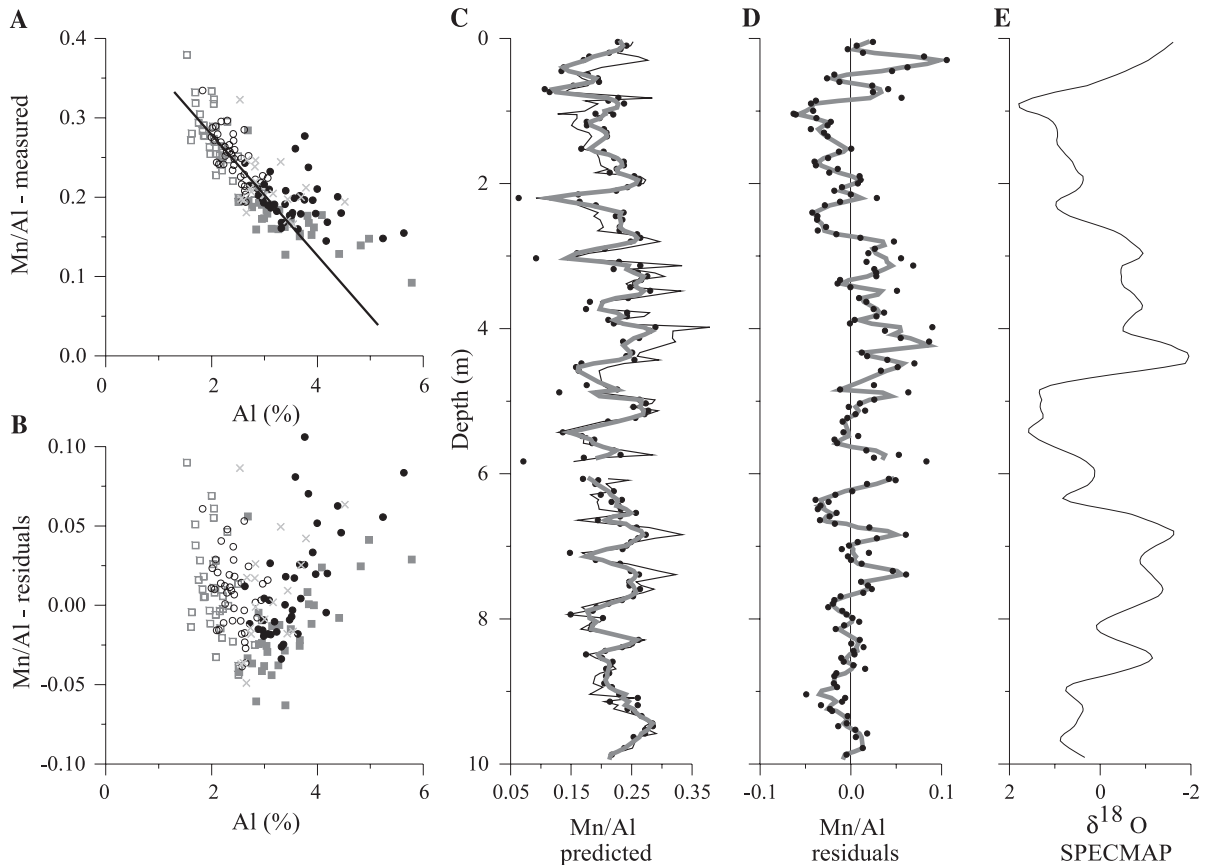 A
Mn/Al - measured
0.4
0.3
0.2
0.1
0.0
0 2 4 6
Al (%)
B
Mn/Al - residuals
0.10
0.05
0.00
-0.05
-0.10
0 2 4 6
Al (%)
C
Depth (m)
0
2
4
6
8
10
0.05 0.15 0.25 0.35
Mn/Al
predicted
D
-0.1 0.0 0.1
Mn/Al
residuals
E
2 0 -2
δ18 O
SPECMAP